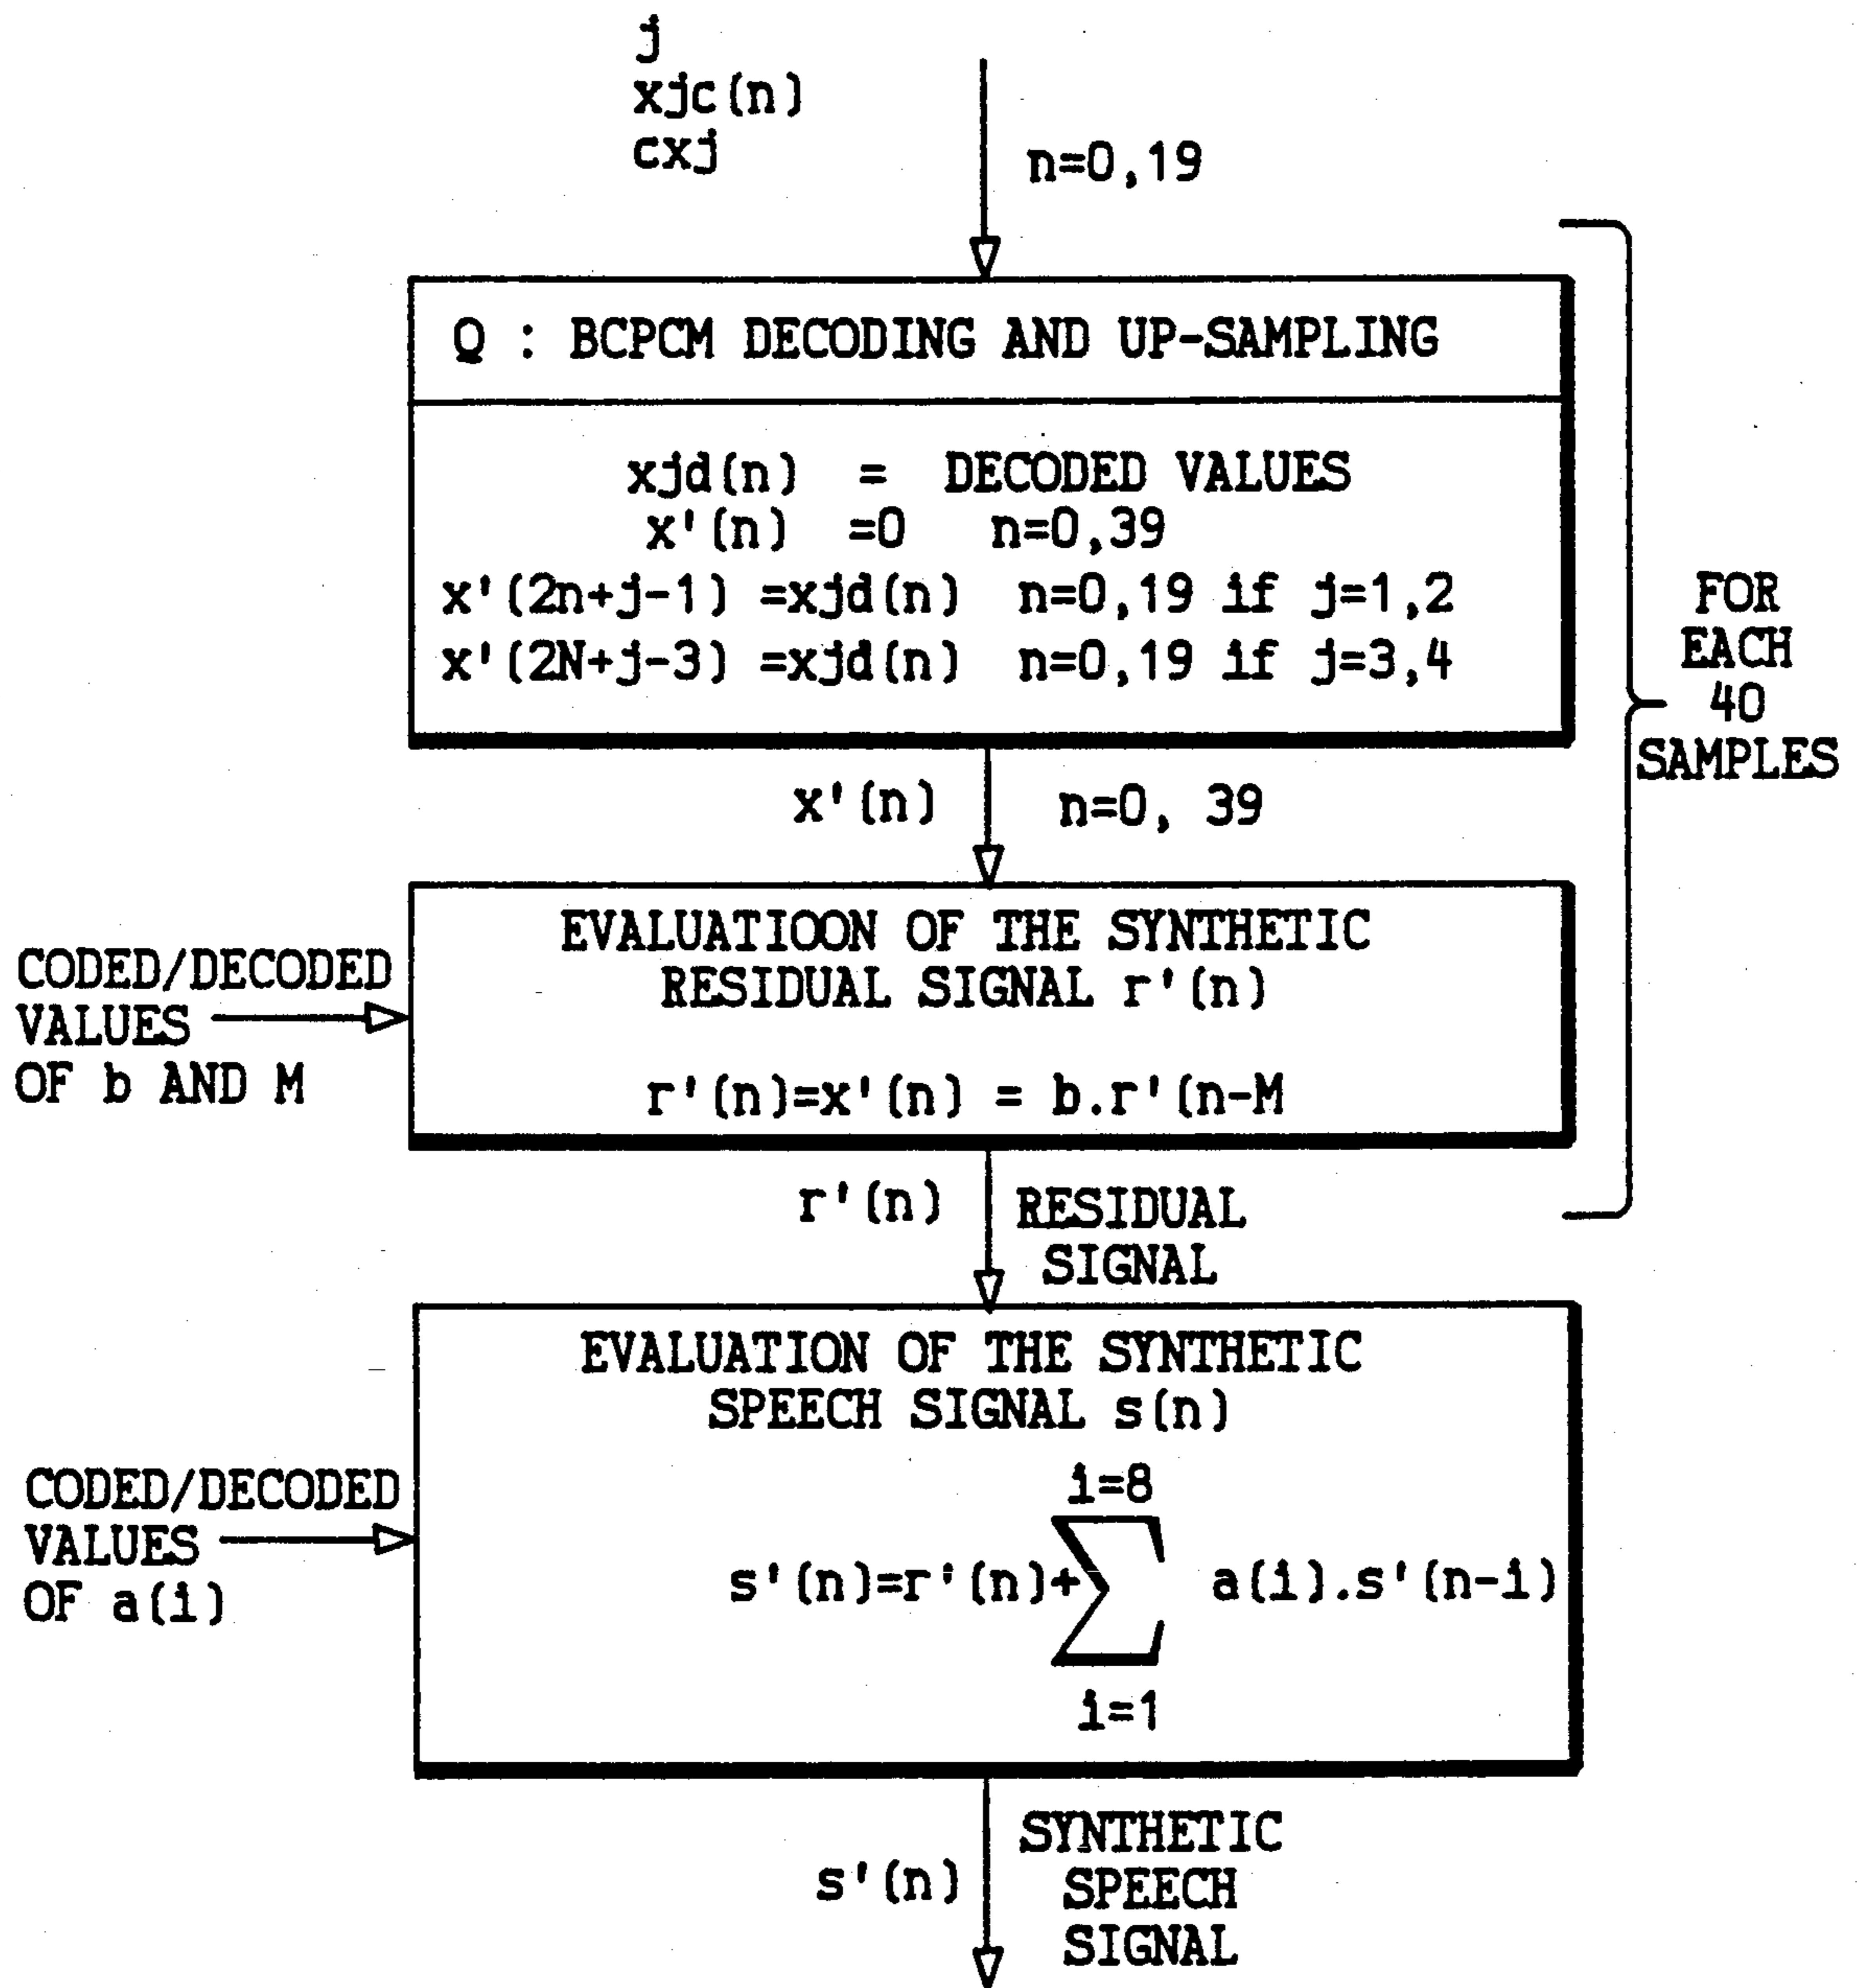 j
xjc(n)
cxj
n=0,19
Q : BCPCM DECODING AND UP-SAMPLING
xjd(n) = DECODED VALUES
x'(n) =0 n=0,39
x'(2n+j-1) =xjd(n) n=0,19 if j=1,2
x'(2N+j-3) =xjd(n) n=0,19 if j=3,4
FOR
EACH
40
SAMPLES
x'(n) n=0, 39
CODED/DECODED
VALUES
OF b AND M
EVALUATIOON OF THE SYNTHETIC
RESIDUAL SIGNAL r'(n)
r'(n)=x'(n) = b.r'(n-M
r'(n)
RESIDUAL
SIGNAL
CODED/DECODED
VALUES
OF a(i)
EVALUATION OF THE SYNTHETIC
SPEECH SIGNAL s(n)
i=8
s'(n)=r'(n)+∑ a(i).s'(n-i)
i=1
s'(n)
SYNTHETIC
SPEECH
SIGNAL